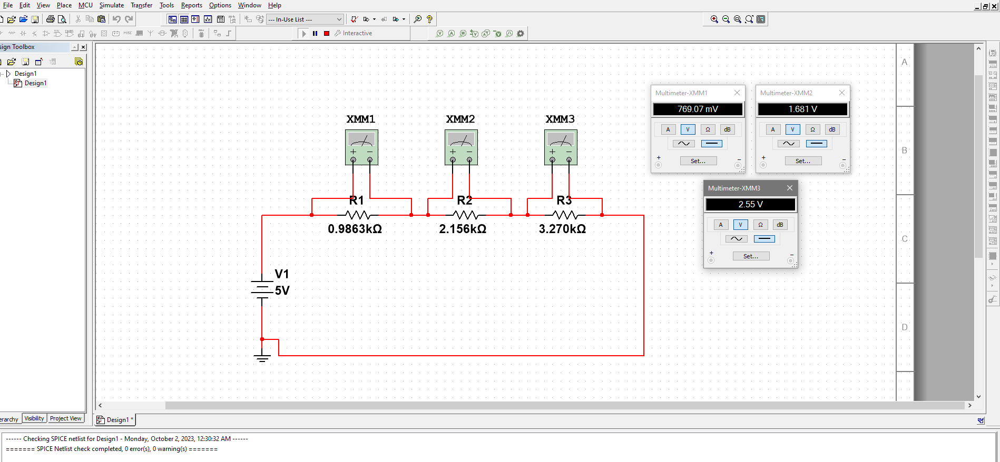 File Edit View Place MCU Simulate Transfer Tools Reports Options Window Help
--- In-Use List ---
MISC
Interactive
sign Toolbox
Design1
Design1
A
B
C
D
XMM1
XMM2
XMM3
+ −
+ −
+ −
R1
R2
R3
0.9863kΩ
2.156kΩ
3.270kΩ
V1
5V
Multimeter-XMM1
769.07 mV
A V Ω dB
+ Set... −
Multimeter-XMM2
1.681 V
A V Ω dB
+ Set... −
Multimeter-XMM3
2.55 V
A V Ω dB
+ Set... −
erarchy Visibility Project View
Design1 *
------ Checking SPICE netlist for Design1 - Monday, October 2, 2023, 12:30:32 AM ------
======= SPICE Netlist check completed, 0 error(s), 0 warning(s) =======